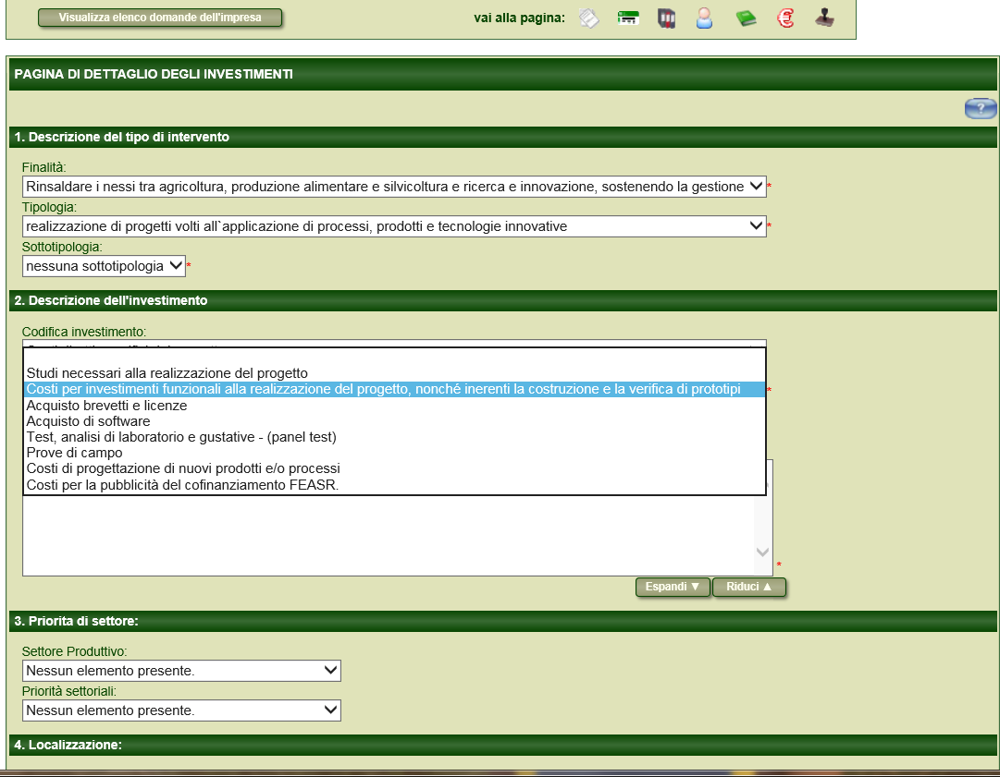 Visualizza elenco domande dell'impresa
vai alla pagina:
PAGINA DI DETTAGLIO DEGLI INVESTIMENTI
?
1. Descrizione del tipo di intervento
Finalità:
Rinsaldare i nessi tra agricoltura, produzione alimentare e silvicoltura e ricerca e innovazione, sostenendo la gestione *
Tipologia:
realizzazione di progetti volti all`applicazione di processi, prodotti e tecnologie innovative *
Sottotipologia:
nessuna sottotipologia *
2. Descrizione dell'investimento
Codifica investimento:
Studi necessari alla realizzazione del progetto
Costi per investimenti funzionali alla realizzazione del progetto, nonché inerenti la costruzione e la verifica di prototipi *
Acquisto brevetti e licenze
Acquisto di software
Test, analisi di laboratorio e gustative - (panel test)
Prove di campo
Costi di progettazione di nuovi prodotti e/o processi
Costi per la pubblicità del cofinanziamento FEASR.
*
Espandi ▼ Riduci ▲
3. Priorita di settore:
Settore Produttivo:
Nessun elemento presente.
Priorità settoriali:
Nessun elemento presente.
4. Localizzazione: